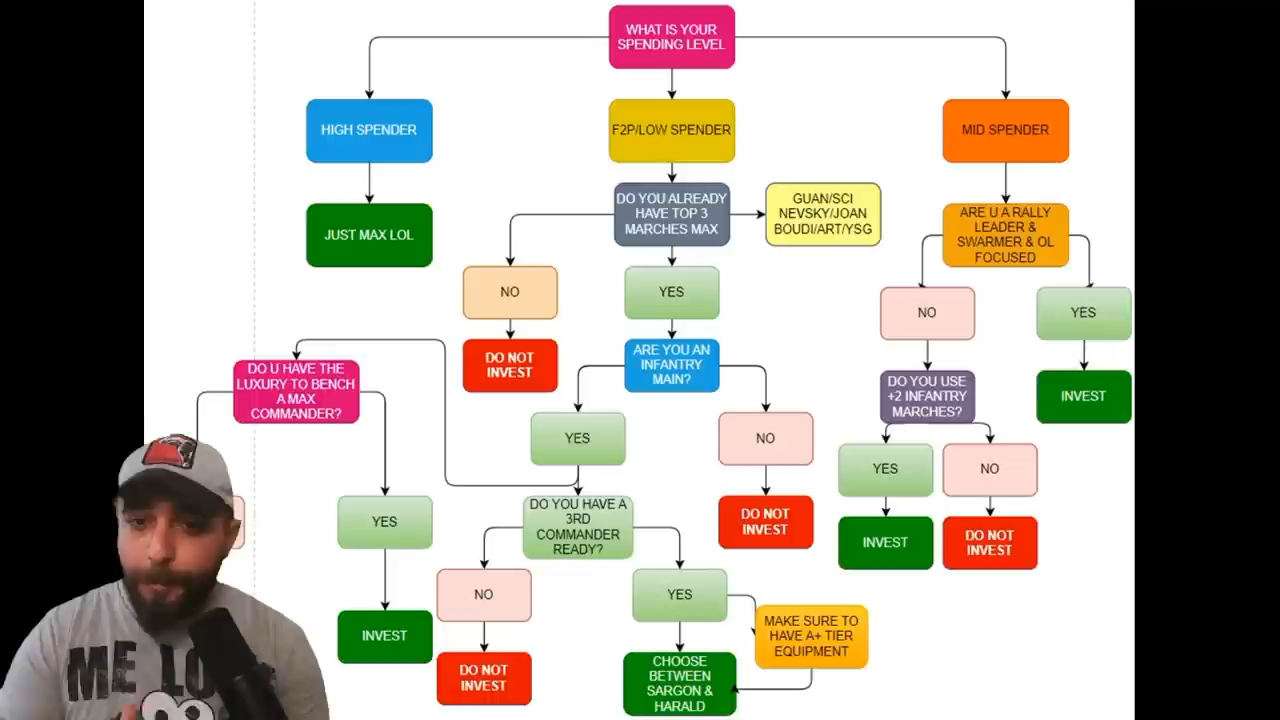 WHAT IS YOUR
SPENDING LEVEL
HIGH SPENDER
F2P/LOW SPENDER
MID SPENDER
DO YOU ALREADY
HAVE TOP 3
MARCHES MAX
GUAN/SCI
NEVSKY/JOAN
BOUDI/ART/YSG
ARE U A RALLY
LEADER &
SWARMER & OL
FOCUSED
JUST MAX LOL
NO
YES
NO
YES
DO NOT
INVEST
ARE YOU AN
INFANTRY
MAIN?
DO U HAVE THE
LUXURY TO BENCH
A MAX
COMMANDER?
DO YOU USE
+2 INFANTRY
MARCHES?
INVEST
YES
NO
YES
NO
YES
DO YOU HAVE A
3RD
COMMANDER
READY?
DO NOT
INVEST
INVEST
DO NOT
INVEST
NO
YES
INVEST
MAKE SURE TO
HAVE A+ TIER
EQUIPMENT
DO NOT
INVEST
CHOOSE
BETWEEN
SARGON &
HARALD
ME LO